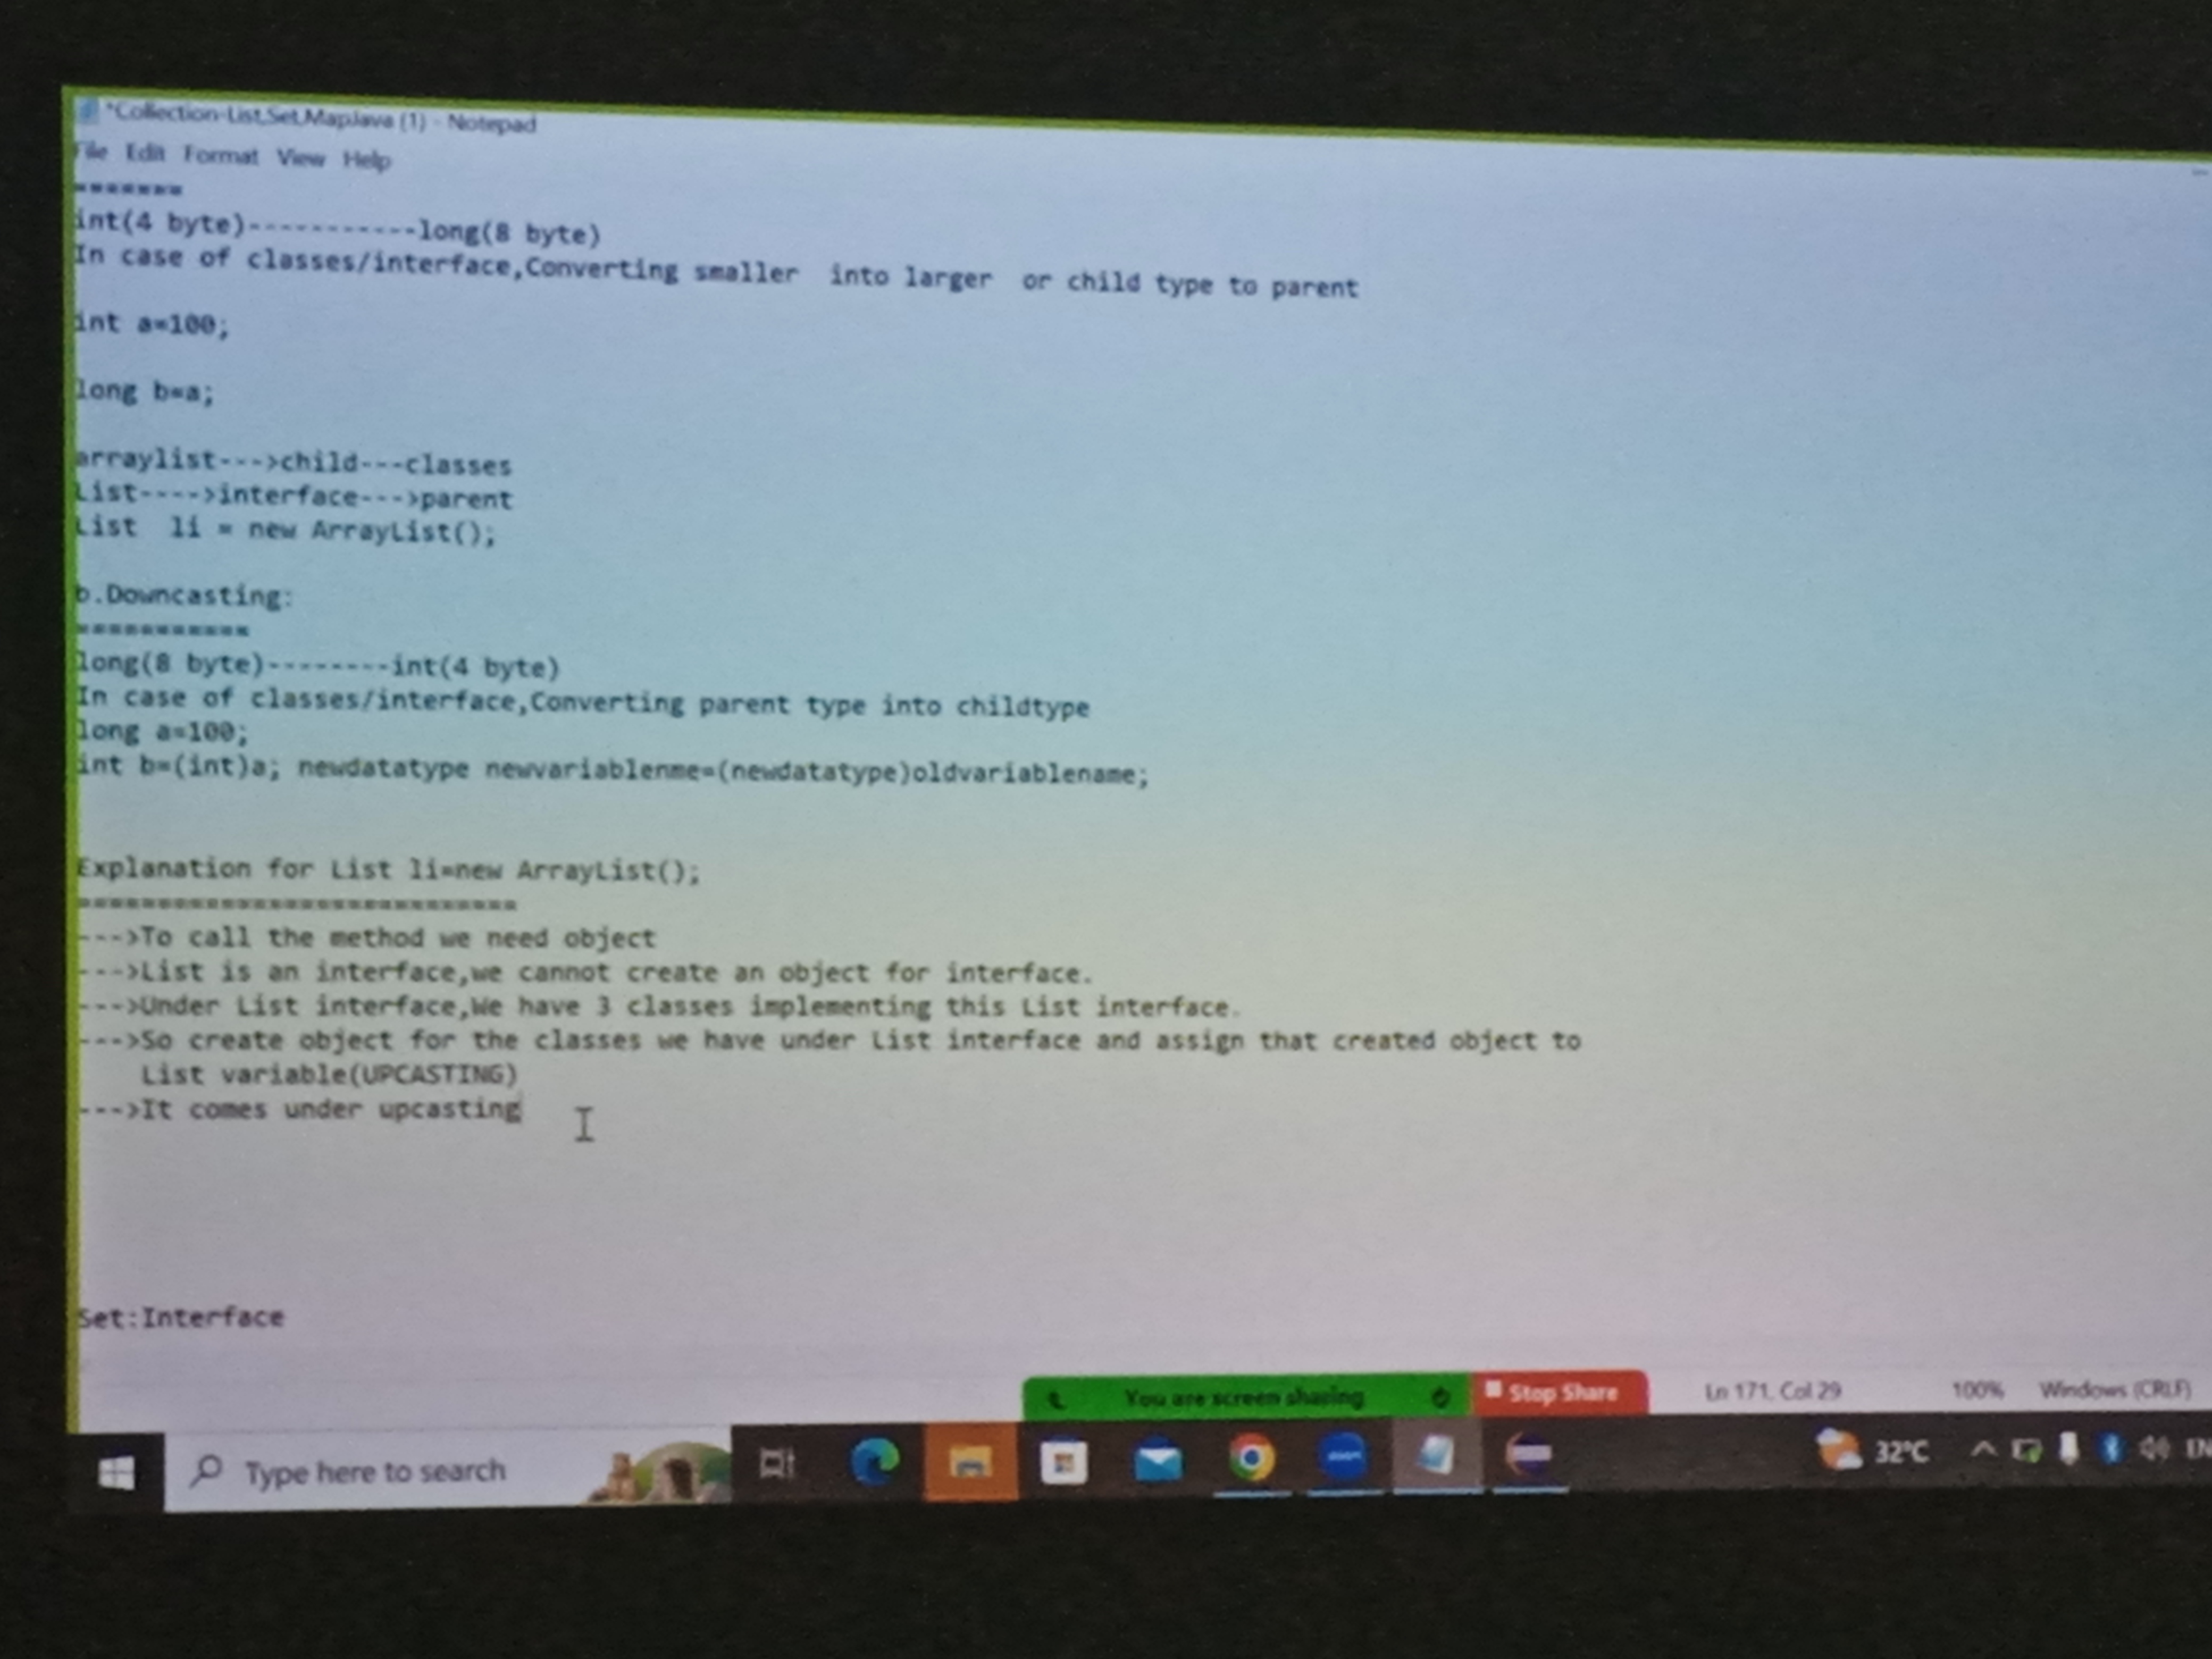 *Collection-List,Set,MapJava (1) - Notepad
File Edit Format View Help
=======
int(4 byte)-----------long(8 byte)
In case of classes/interface,Converting smaller  into larger  or child type to parent
int a=100;
long b=a;
arraylist--->child---classes
List---->interface--->parent
List  li = new ArrayList();
b.Downcasting:
===========
long(8 byte)--------int(4 byte)
In case of classes/interface,Converting parent type into childtype
long a=100;
int b=(int)a; newdatatype newvariablenme=(newdatatype)oldvariablename;
Explanation for List li=new ArrayList();
============================
--->To call the method we need object
--->List is an interface,we cannot create an object for interface.
--->Under List interface,We have 3 classes implementing this List interface.
--->So create object for the classes we have under List interface and assign that created object to
List variable(UPCASTING)
--->It comes under upcasting
Set:Interface
You are screen sharing Stop Share Ln 171, Col 29 100% Windows (CRLF)
Type here to search zoom 32°C EN